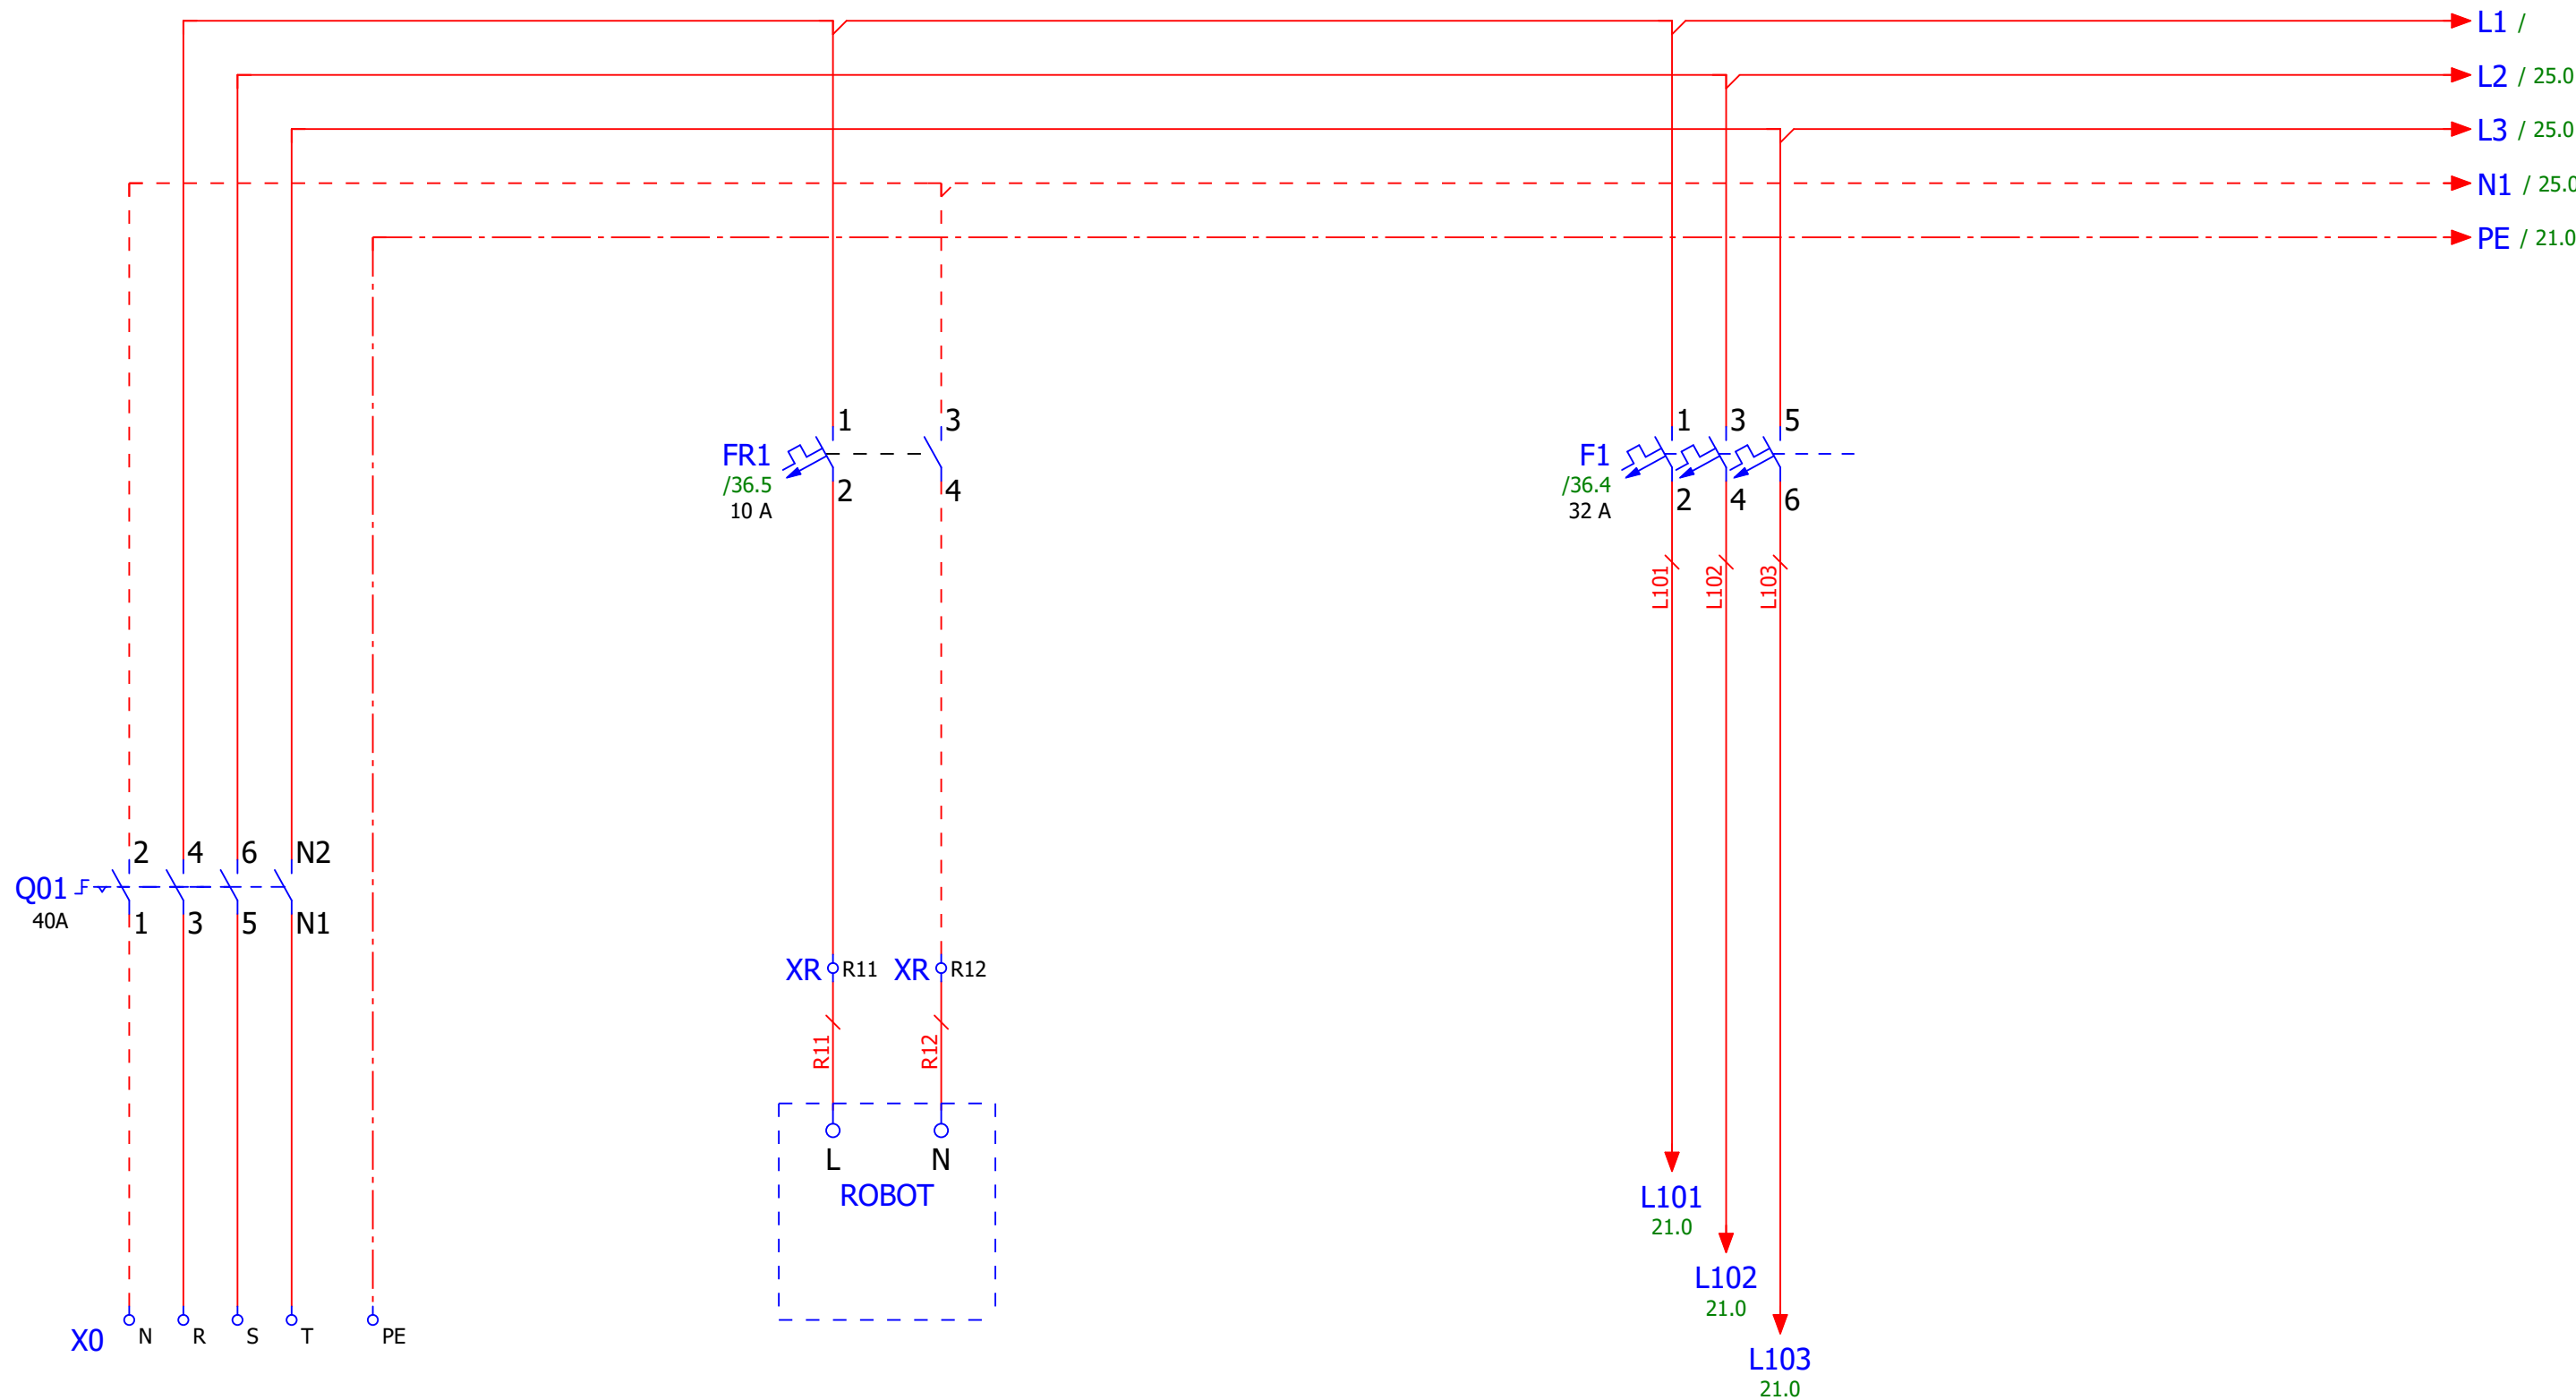 L1 /
L2 / 25.0
L3 / 25.0
N1 / 25.0
PE / 21.0
1 3
FR1
/36.5
10 A
2 4
1 3 5
F1
/36.4
32 A
2 4 6
L101 L102 L103
2 4 6 N2
Q01
40A
1 3 5 N1
XR R11 XR R12
R11 R12
L N
ROBOT
L101
21.0
L102
21.0
L103
21.0
X0 N R S T PE